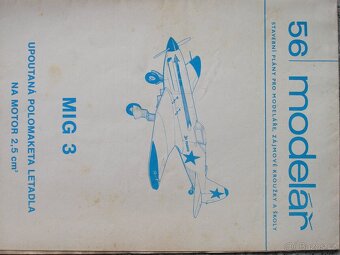 56 modelář
STAVEBNÍ PLÁNY PRO MODELÁŘE, ZÁJMOVÉ KROUŽKY A ŠKOLY
MIG 3
UPOUTANÁ POLOMAKETA LETADLA
NA MOTOR 2,5 cm³